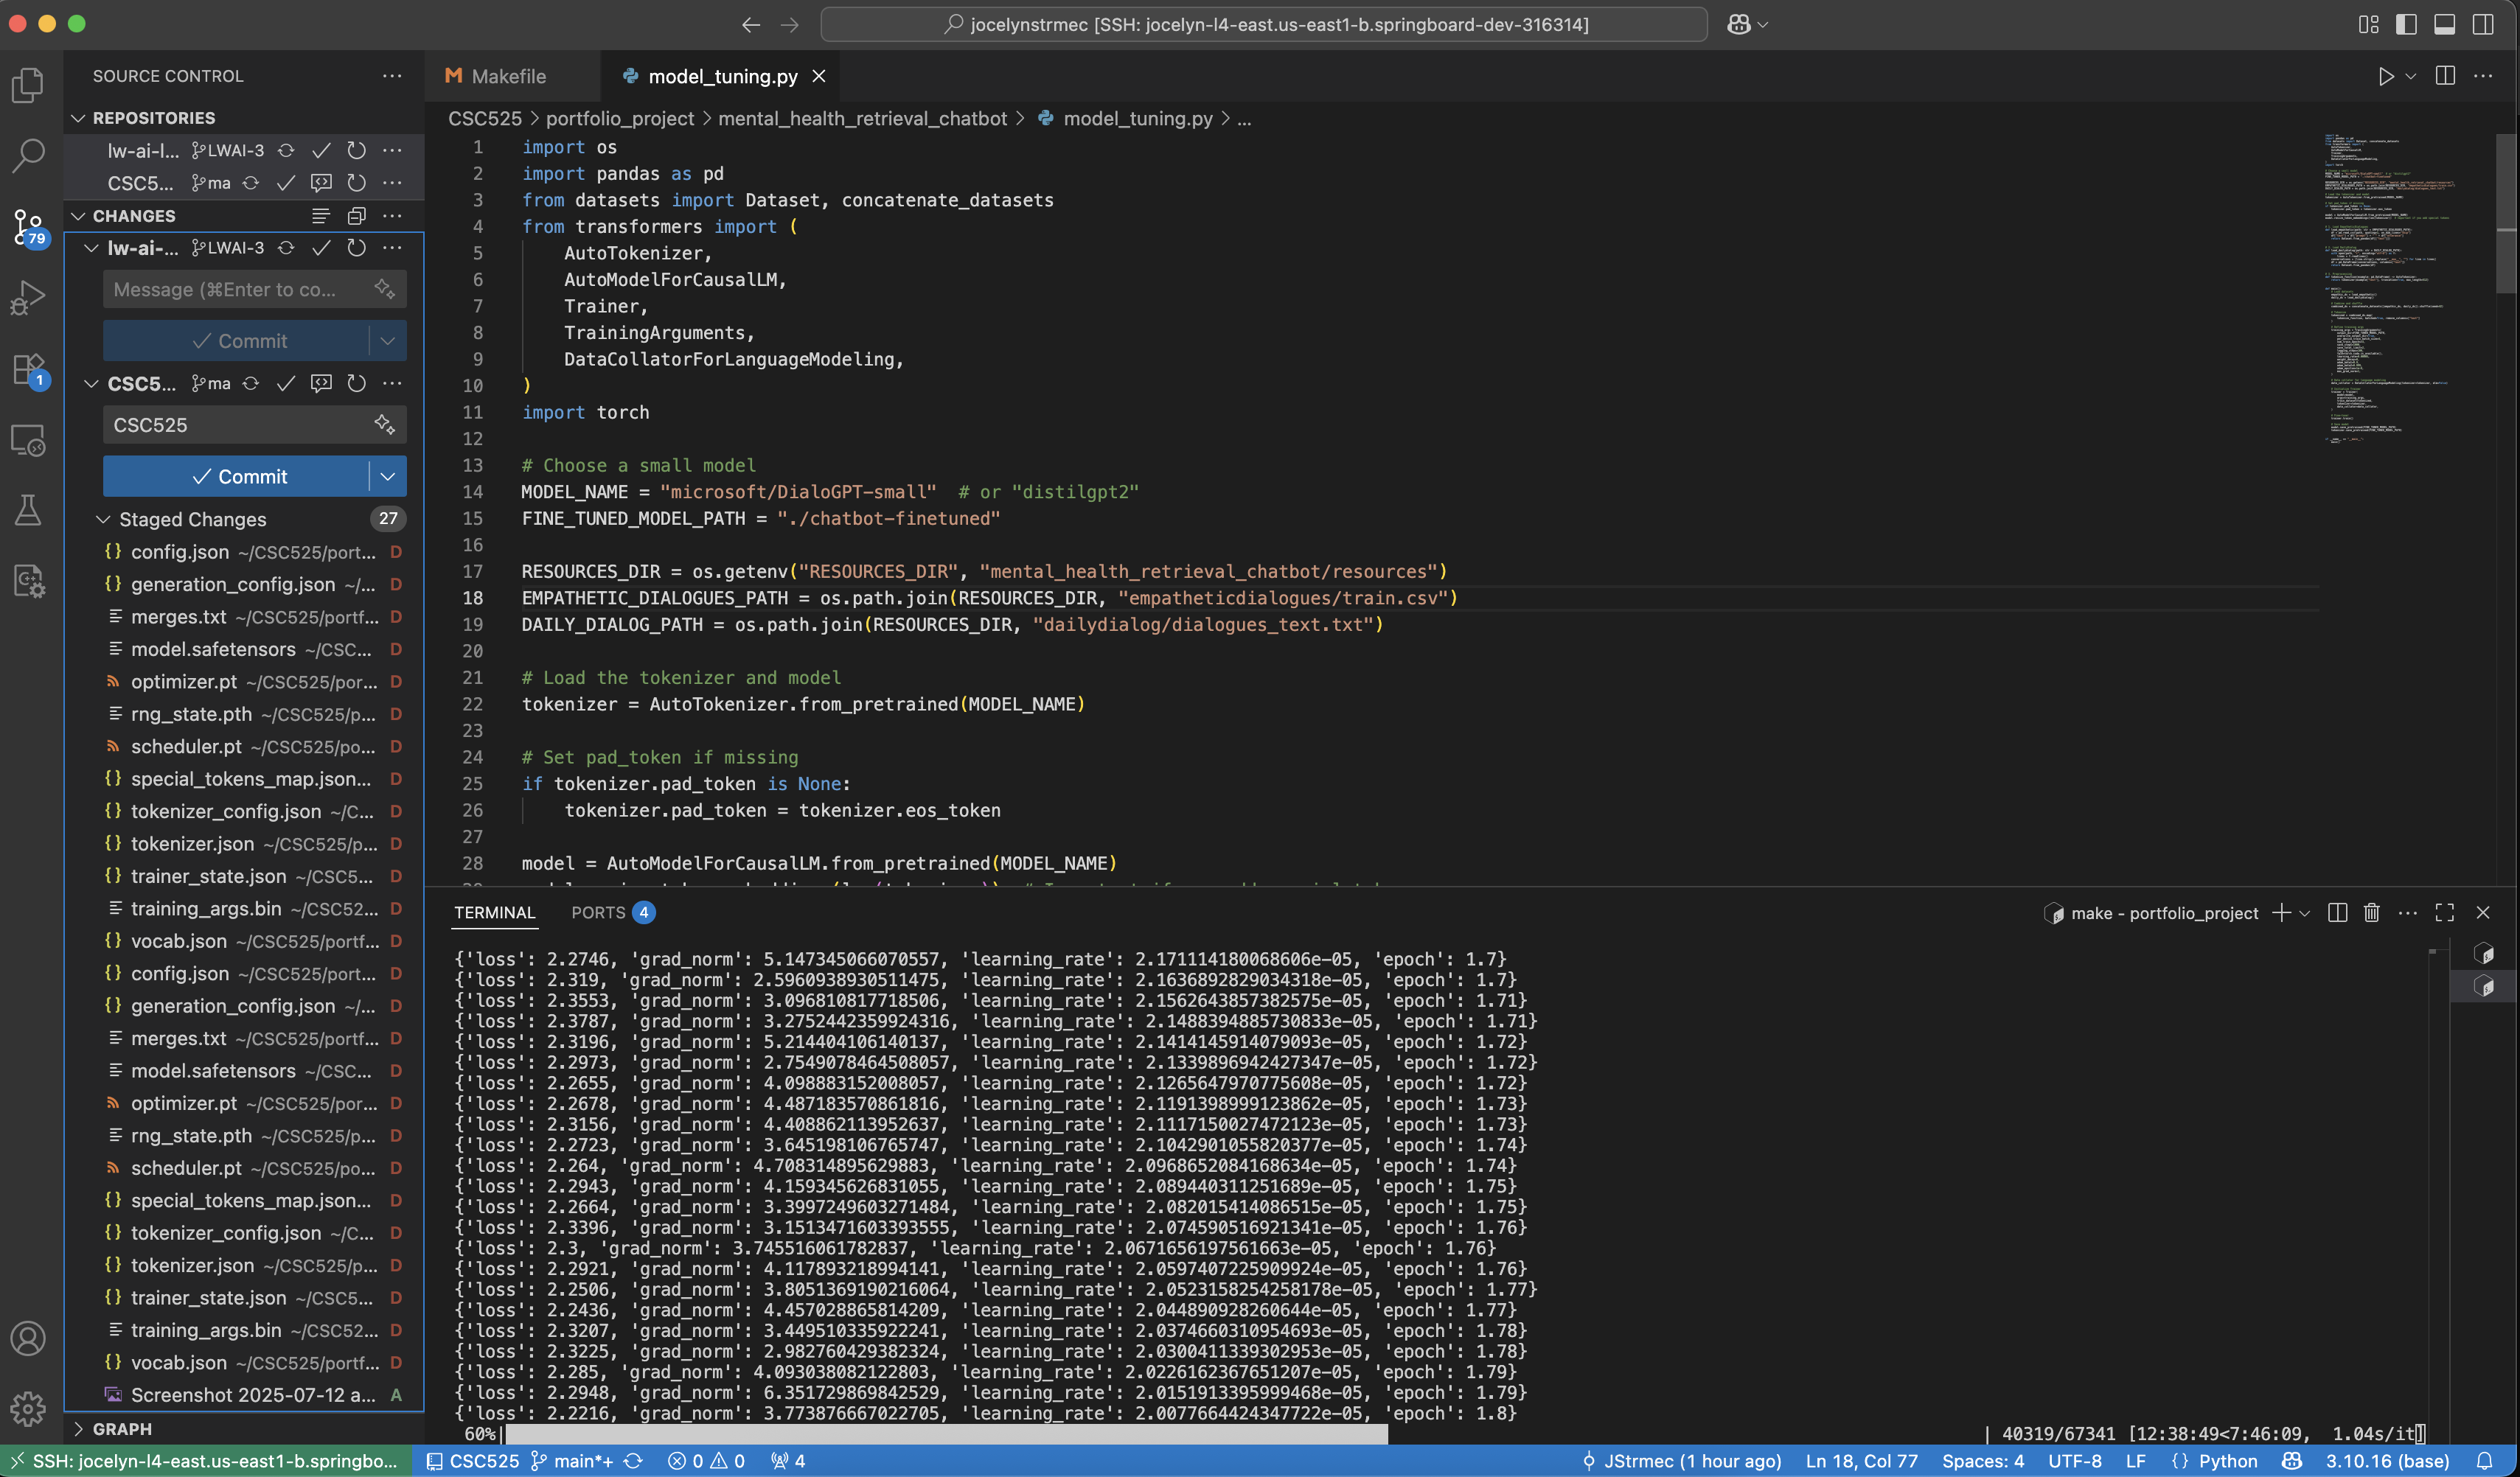 jocelynstrmec [SSH: jocelyn-l4-east.us-east1-b.springboard-dev-316314]
SOURCE CONTROL
REPOSITORIES
lw-ai-l... LWAI-3
CSC5... ma
CHANGES
lw-ai-... LWAI-3
Message (⌘Enter to co...
Commit
CSC5... ma
CSC525
Commit
Staged Changes 27
config.json ~/CSC525/port... D
generation_config.json ~/... D
merges.txt ~/CSC525/portf... D
model.safetensors ~/CSC... D
optimizer.pt ~/CSC525/por... D
rng_state.pth ~/CSC525/p... D
scheduler.pt ~/CSC525/po... D
special_tokens_map.json... D
tokenizer_config.json ~/C... D
tokenizer.json ~/CSC525/p... D
trainer_state.json ~/CSC5... D
training_args.bin ~/CSC52... D
vocab.json ~/CSC525/portf... D
config.json ~/CSC525/port... D
generation_config.json ~/... D
merges.txt ~/CSC525/portf... D
model.safetensors ~/CSC... D
optimizer.pt ~/CSC525/por... D
rng_state.pth ~/CSC525/p... D
scheduler.pt ~/CSC525/po... D
special_tokens_map.json... D
tokenizer_config.json ~/C... D
tokenizer.json ~/CSC525/p... D
trainer_state.json ~/CSC5... D
training_args.bin ~/CSC52... D
vocab.json ~/CSC525/portf... D
Screenshot 2025-07-12 a... A
GRAPH
79
1
Makefile
model_tuning.py
CSC525 > portfolio_project > mental_health_retrieval_chatbot > model_tuning.py > ...
1 import os
2 import pandas as pd
3 from datasets import Dataset, concatenate_datasets
4 from transformers import (
5 AutoTokenizer,
6 AutoModelForCausalLM,
7 Trainer,
8 TrainingArguments,
9 DataCollatorForLanguageModeling,
10 )
11 import torch
12
13 # Choose a small model
14 MODEL_NAME = "microsoft/DialoGPT-small" # or "distilgpt2"
15 FINE_TUNED_MODEL_PATH = "./chatbot-finetuned"
16
17 RESOURCES_DIR = os.getenv("RESOURCES_DIR", "mental_health_retrieval_chatbot/resources")
18 EMPATHETIC_DIALOGUES_PATH = os.path.join(RESOURCES_DIR, "empatheticdialogues/train.csv")
19 DAILY_DIALOG_PATH = os.path.join(RESOURCES_DIR, "dailydialog/dialogues_text.txt")
20
21 # Load the tokenizer and model
22 tokenizer = AutoTokenizer.from_pretrained(MODEL_NAME)
23
24 # Set pad_token if missing
25 if tokenizer.pad_token is None:
26 tokenizer.pad_token = tokenizer.eos_token
27
28 model = AutoModelForCausalLM.from_pretrained(MODEL_NAME)
TERMINAL PORTS 4
make - portfolio_project
{'loss': 2.2746, 'grad_norm': 5.147345066070557, 'learning_rate': 2.171114180068606e-05, 'epoch': 1.7}
{'loss': 2.319, 'grad_norm': 2.5960938930511475, 'learning_rate': 2.1636892829034318e-05, 'epoch': 1.7}
{'loss': 2.3553, 'grad_norm': 3.096810817718506, 'learning_rate': 2.1562643857382575e-05, 'epoch': 1.71}
{'loss': 2.3787, 'grad_norm': 3.2752442359924316, 'learning_rate': 2.1488394885730833e-05, 'epoch': 1.71}
{'loss': 2.3196, 'grad_norm': 5.214404106140137, 'learning_rate': 2.1414145914079093e-05, 'epoch': 1.72}
{'loss': 2.2973, 'grad_norm': 2.7549078464508057, 'learning_rate': 2.1339896942427347e-05, 'epoch': 1.72}
{'loss': 2.2655, 'grad_norm': 4.098883152008057, 'learning_rate': 2.1265647970775608e-05, 'epoch': 1.72}
{'loss': 2.2678, 'grad_norm': 4.487183570861816, 'learning_rate': 2.1191398999123862e-05, 'epoch': 1.73}
{'loss': 2.3156, 'grad_norm': 4.408862113952637, 'learning_rate': 2.1117150027472123e-05, 'epoch': 1.73}
{'loss': 2.2723, 'grad_norm': 3.645198106765747, 'learning_rate': 2.1042901055820377e-05, 'epoch': 1.74}
{'loss': 2.264, 'grad_norm': 4.708314895629883, 'learning_rate': 2.0968652084168634e-05, 'epoch': 1.74}
{'loss': 2.2943, 'grad_norm': 4.159345626831055, 'learning_rate': 2.089440311251689e-05, 'epoch': 1.75}
{'loss': 2.2664, 'grad_norm': 3.3997249603271484, 'learning_rate': 2.082015414086515e-05, 'epoch': 1.75}
{'loss': 2.3396, 'grad_norm': 3.1513471603393555, 'learning_rate': 2.074590516921341e-05, 'epoch': 1.76}
{'loss': 2.3, 'grad_norm': 3.745516061782837, 'learning_rate': 2.0671656197561663e-05, 'epoch': 1.76}
{'loss': 2.2921, 'grad_norm': 4.117893218994141, 'learning_rate': 2.0597407225909924e-05, 'epoch': 1.76}
{'loss': 2.2506, 'grad_norm': 3.8051369190216064, 'learning_rate': 2.0523158254258178e-05, 'epoch': 1.77}
{'loss': 2.2436, 'grad_norm': 4.457028865814209, 'learning_rate': 2.044890928260644e-05, 'epoch': 1.77}
{'loss': 2.3207, 'grad_norm': 3.449510335922241, 'learning_rate': 2.0374660310954693e-05, 'epoch': 1.78}
{'loss': 2.3225, 'grad_norm': 2.982760429382324, 'learning_rate': 2.0300411339302953e-05, 'epoch': 1.78}
{'loss': 2.285, 'grad_norm': 4.093038082122803, 'learning_rate': 2.0226162367651207e-05, 'epoch': 1.79}
{'loss': 2.2948, 'grad_norm': 6.351729869842529, 'learning_rate': 2.0151913395999468e-05, 'epoch': 1.79}
{'loss': 2.2216, 'grad_norm': 3.773876667022705, 'learning_rate': 2.0077664424347722e-05, 'epoch': 1.8}
60%| | 40319/67341 [12:38:49<7:46:09, 1.04s/it]
SSH: jocelyn-l4-east.us-east1-b.springbo... CSC525 main*+ 0 0 4 JStrmec (1 hour ago) Ln 18, Col 77 Spaces: 4 UTF-8 LF {} Python 3.10.16 (base)